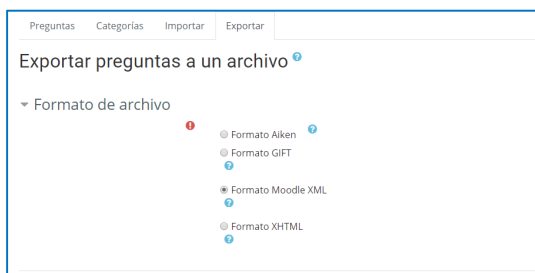 Preguntas Categorías Importar Exportar
Exportar preguntas a un archivo
Formato de archivo
Formato Aiken
Formato GIFT
Formato Moodle XML
Formato XHTML